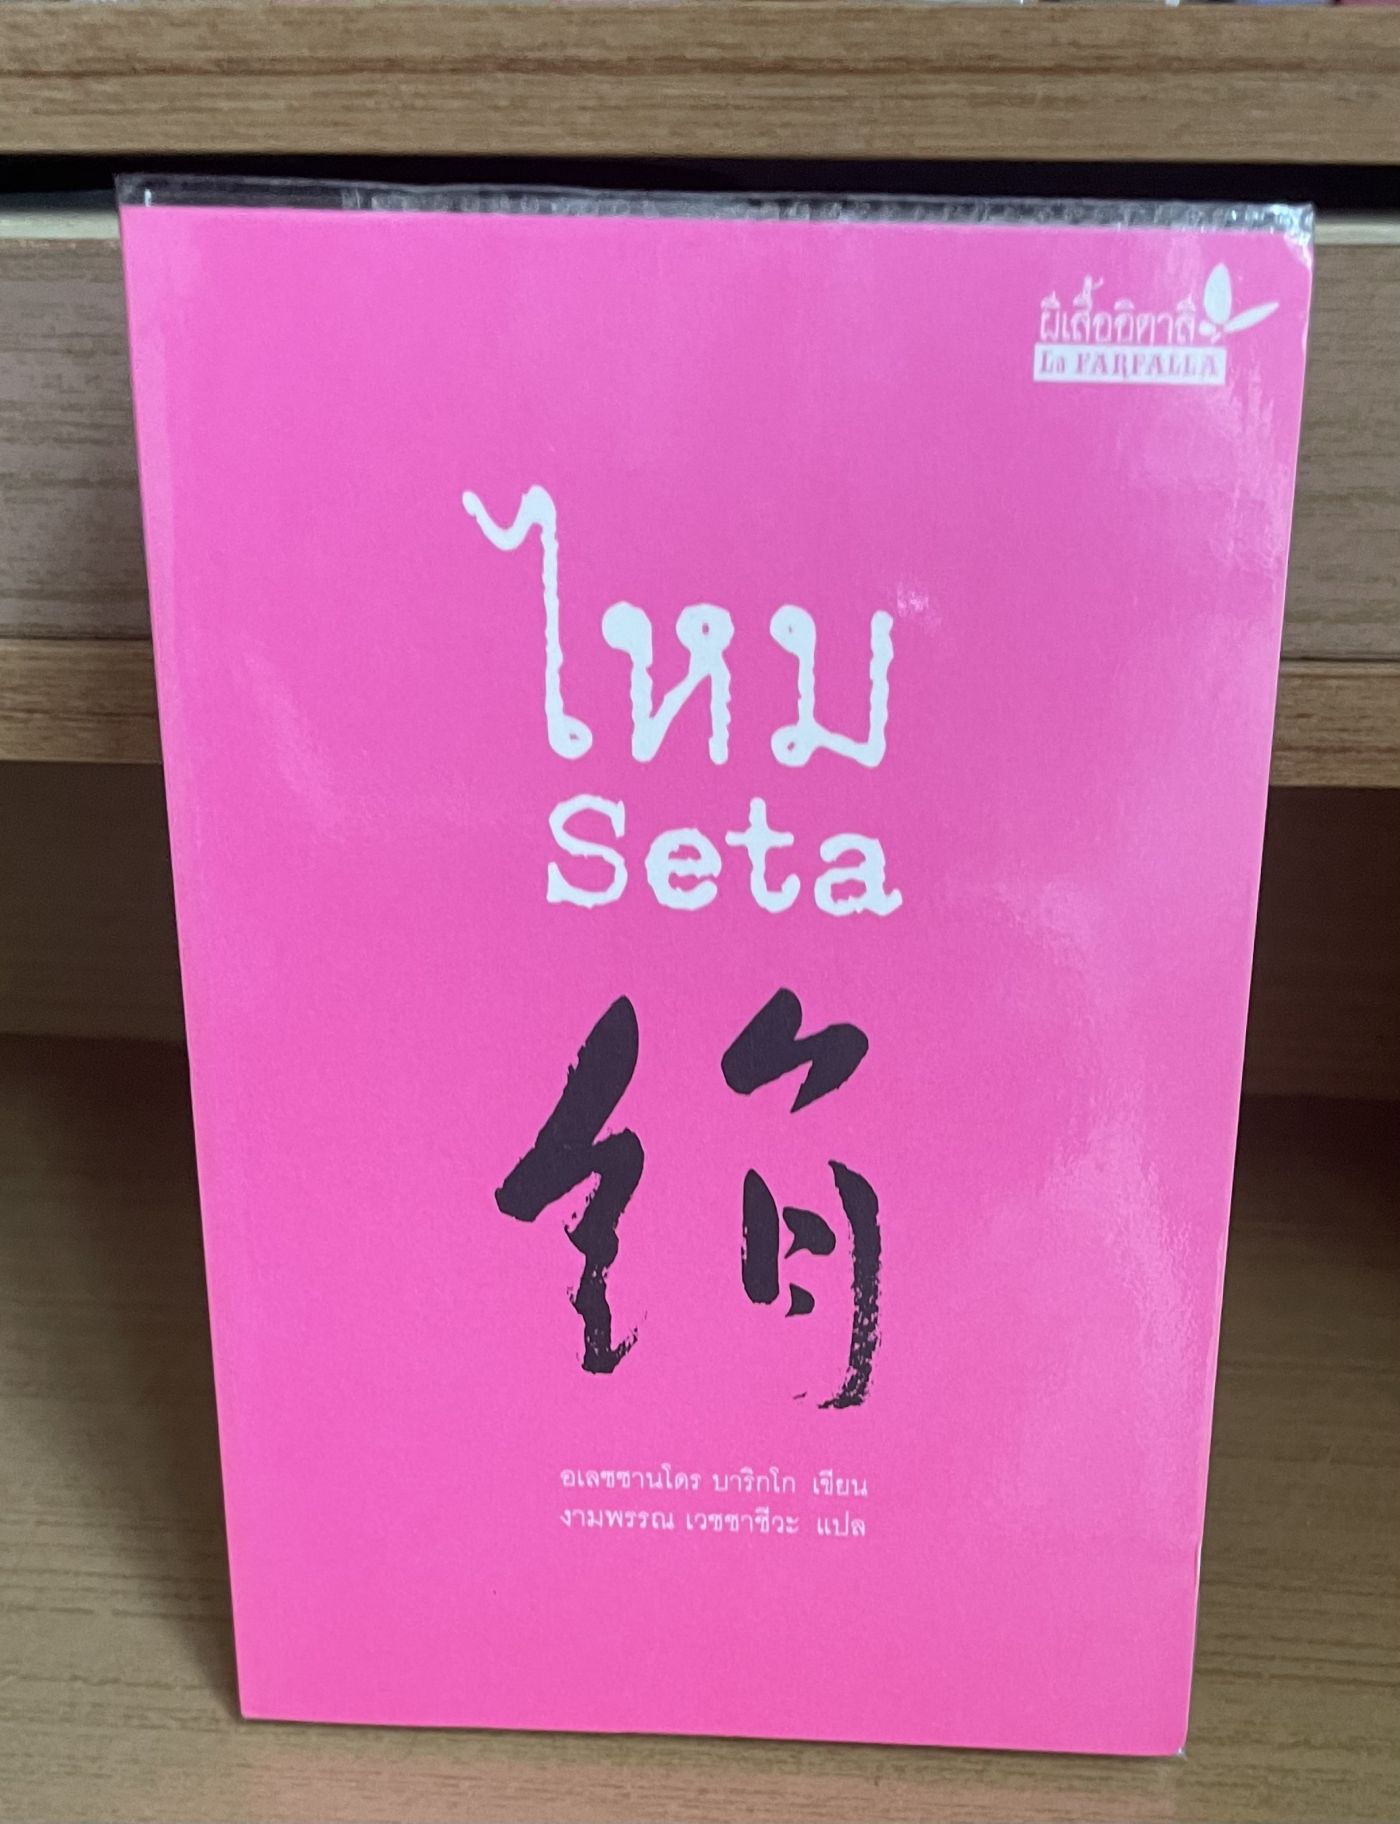 ผีเสื้ออิตาลี
La FARFALLA
ไหม
Seta
絹
อเลซซานโดร บาริกโก เขียน
งามพรรณ เวชชาชีวะ แปล